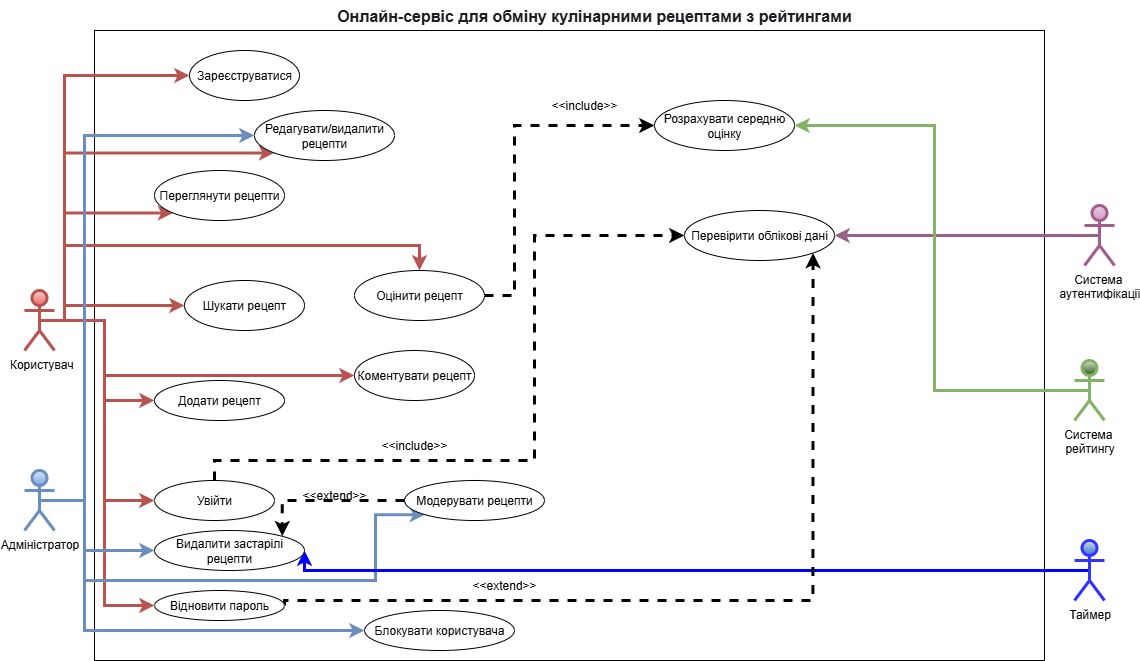 Онлайн-сервіс для обміну кулінарними рецептами з рейтингами
Зареєструватися
<<include>>
Розрахувати середню
оцінку
Редагувати/видалити
рецепти
Переглянути рецепти
Перевірити облікові дані
Система
аутентифікації
Оцінити рецепт
Шукати рецепт
Користувач
Коментувати рецепт
Додати рецепт
Система
рейтингу
<<include>>
Увійти
<<extend>>
Модерувати рецепти
Адміністратор
Видалити застарілі
рецепти
<<extend>>
Відновити пароль
Таймер
Блокувати користувача